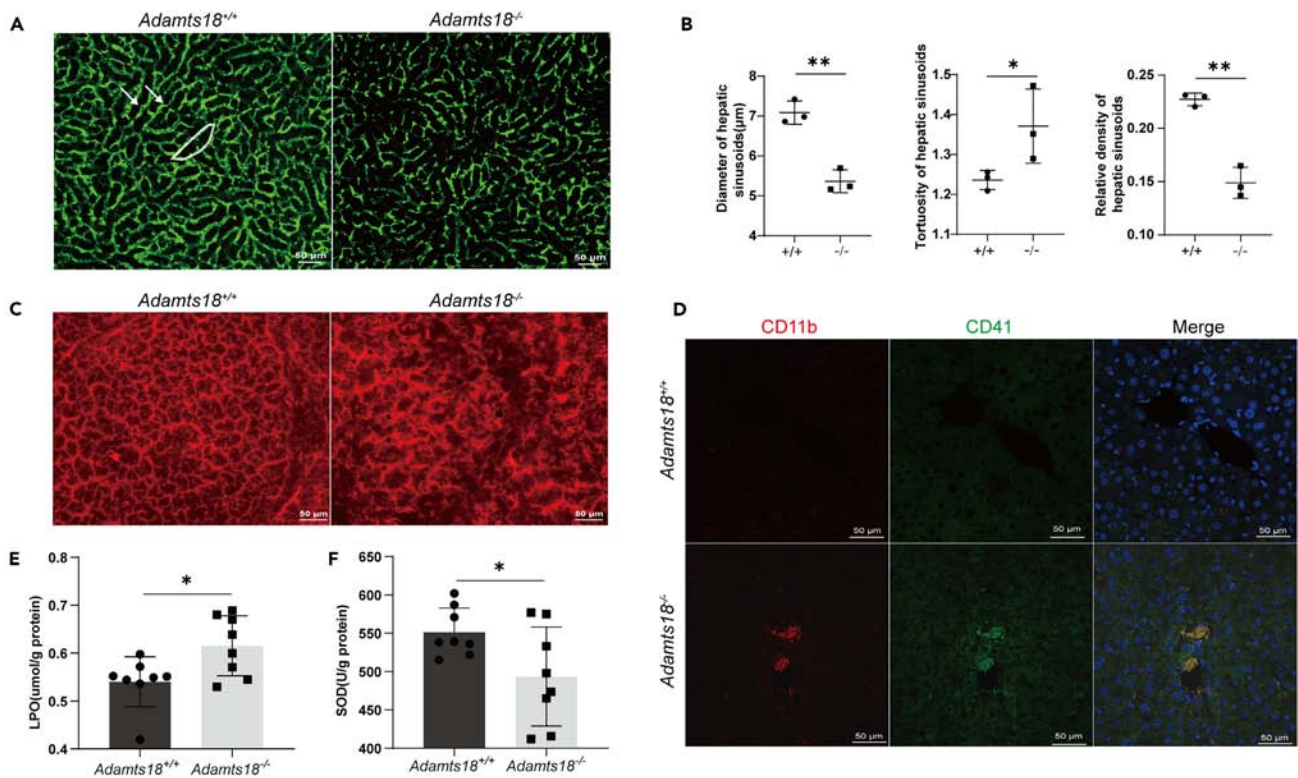 A
Adamts18+/+
Adamts18-/-
50 µm
50 µm
B
Diameter of hepatic
sinusoids(µm)
8
7
6
5
4
**
+/+
-/-
Tortuosity of hepatic sinusoids
1.5
1.4
1.3
1.2
1.1
*
+/+
-/-
Relative density of
hepatic sinusoids
0.25
0.20
0.15
0.10
**
+/+
-/-
C
Adamts18+/+
Adamts18-/-
50 µm
50 µm
D
CD11b
CD41
Merge
Adamts18+/+
50 µm
50 µm
50 µm
Adamts18-/-
50 µm
50 µm
50 µm
E
LPO(umol/g protein)
0.8
0.7
0.6
0.5
0.4
*
Adamts18+/+
Adamts18-/-
F
SOD(U/g protein)
650
600
550
500
450
400
*
Adamts18+/+
Adamts18-/-